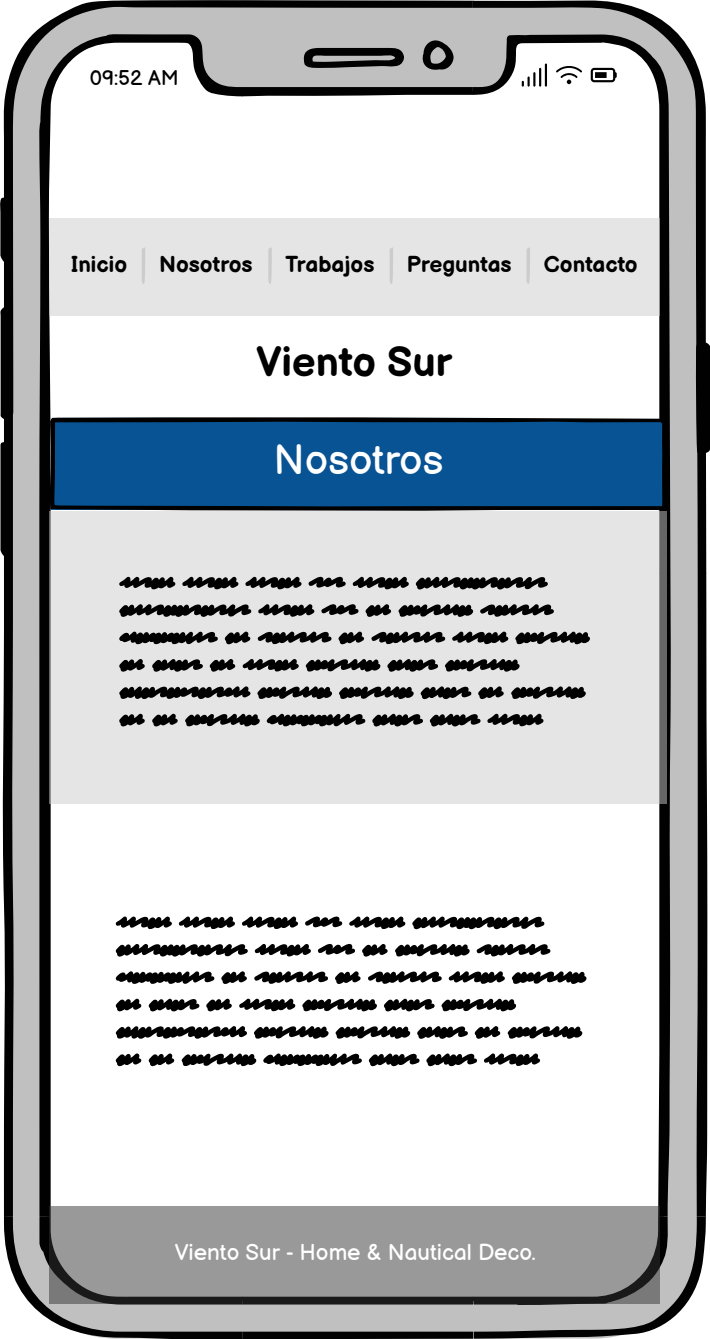 09:52 AM
Inicio Nosotros Trabajos Preguntas Contacto
Viento Sur
Nosotros
Viento Sur - Home & Nautical Deco.